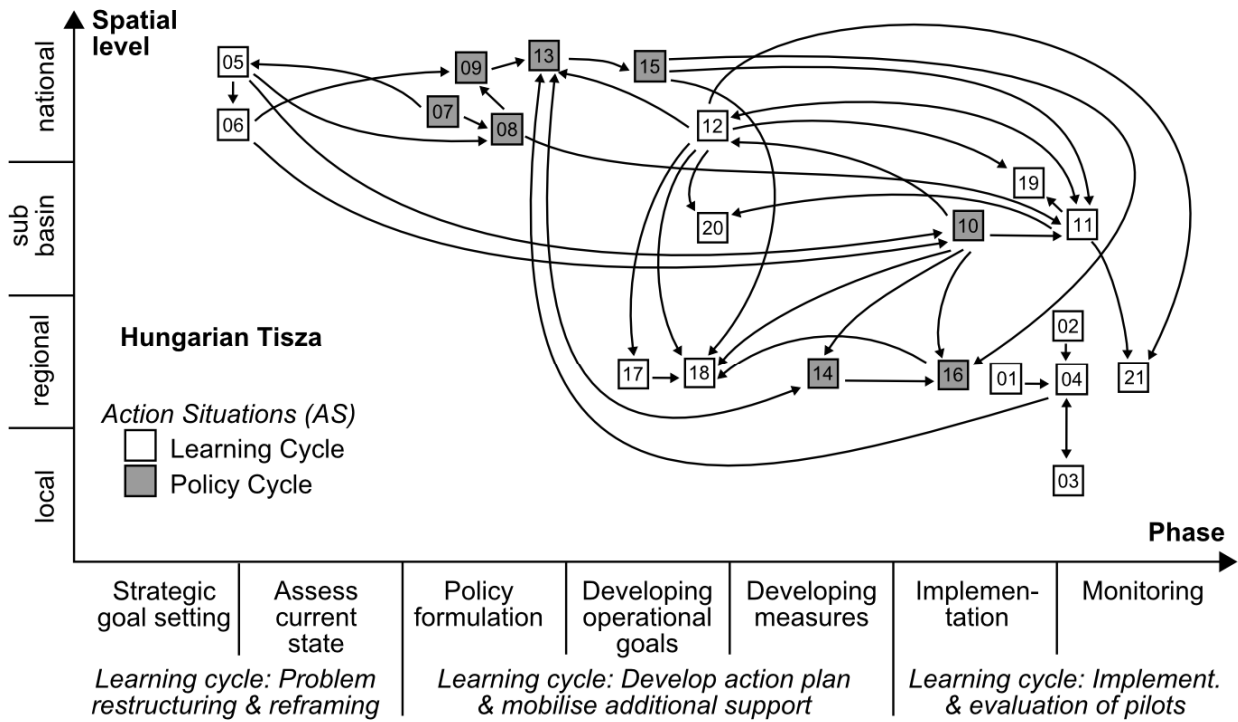 Spatial
level
national
sub
basin
regional
local
05
06
09
13
15
07
08
12
19
20
10
11
02
17
18
14
16
01
04
21
03
Hungarian Tisza
Action Situations (AS)
Learning Cycle
Policy Cycle
Phase
Strategic
goal setting
Assess
current
state
Policy
formulation
Developing
operational
goals
Developing
measures
Implemen-
tation
Monitoring
Learning cycle: Problem
restructuring & reframing
Learning cycle: Develop action plan
& mobilise additional support
Learning cycle: Implement.
& evaluation of pilots